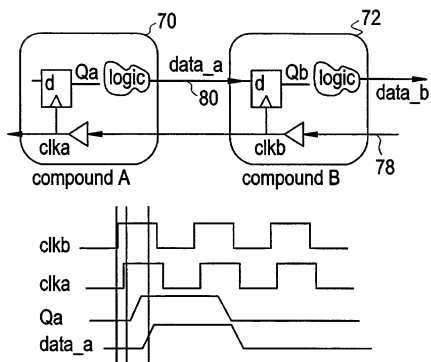 70
72
d
Qa
logic
data_a
80
d
Qb
logic
data_b
clka
clkb
78
compound A
compound B
clkb
clka
Qa
data_a